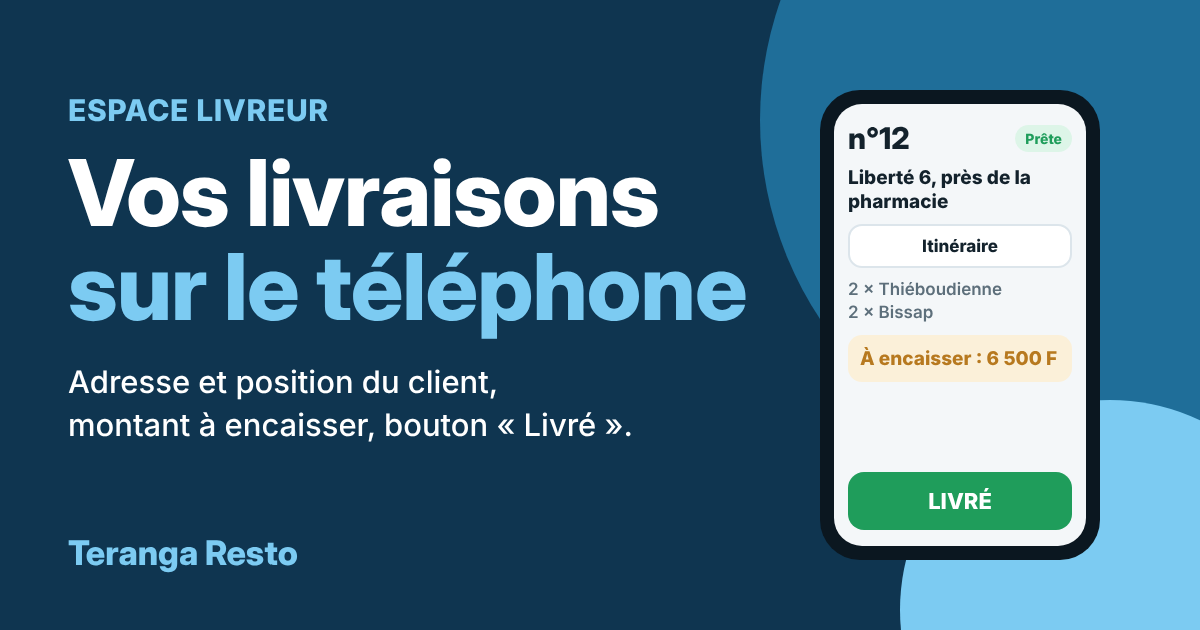 ESPACE LIVREUR
Vos livraisons
sur le téléphone
Adresse et position du client,
montant à encaisser, bouton « Livré ».
Teranga Resto
n°12
Prête
Liberté 6, près de la
pharmacie
Itinéraire
2 × Thiéboudienne
2 × Bissap
À encaisser : 6 500 F
LIVRÉ